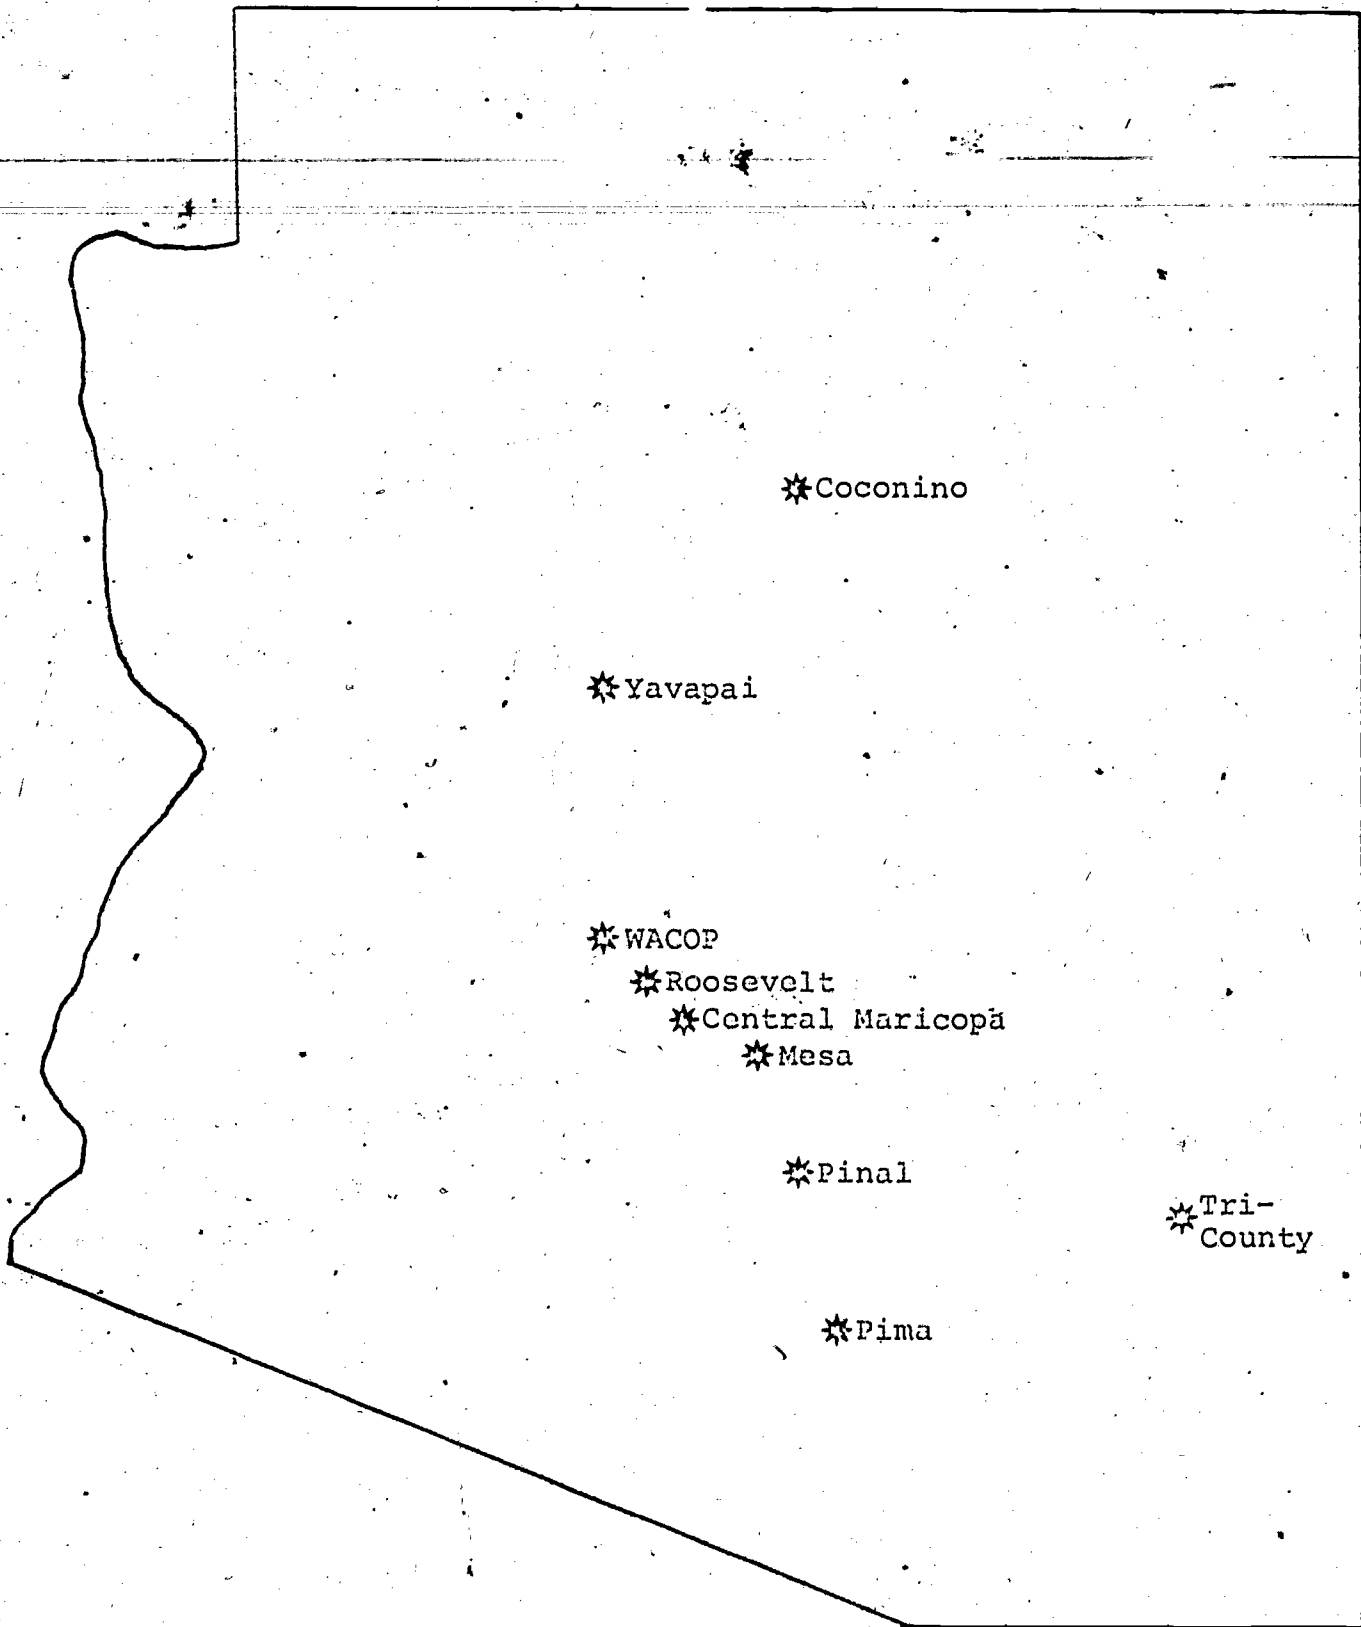 Coconino
Yavapai
WACOP
Roosevelt
Central Maricopa
Mesa
Pinal
Tri-
County
Pima